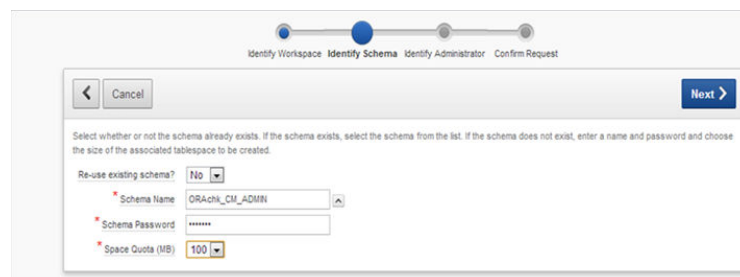 Identify Workspace Identify Schema Identify Administrator Confirm Request
Cancel
Next
Select whether or not the schema already exists. If the schema exists, select the schema from the list. If the schema does not exist, enter a name and password and choose
the size of the associated tablespace to be created.
Re-use existing schema? No
* Schema Name ORAchk_CM_ADMIN
* Schema Password •••••••
* Space Quota (MB) 100